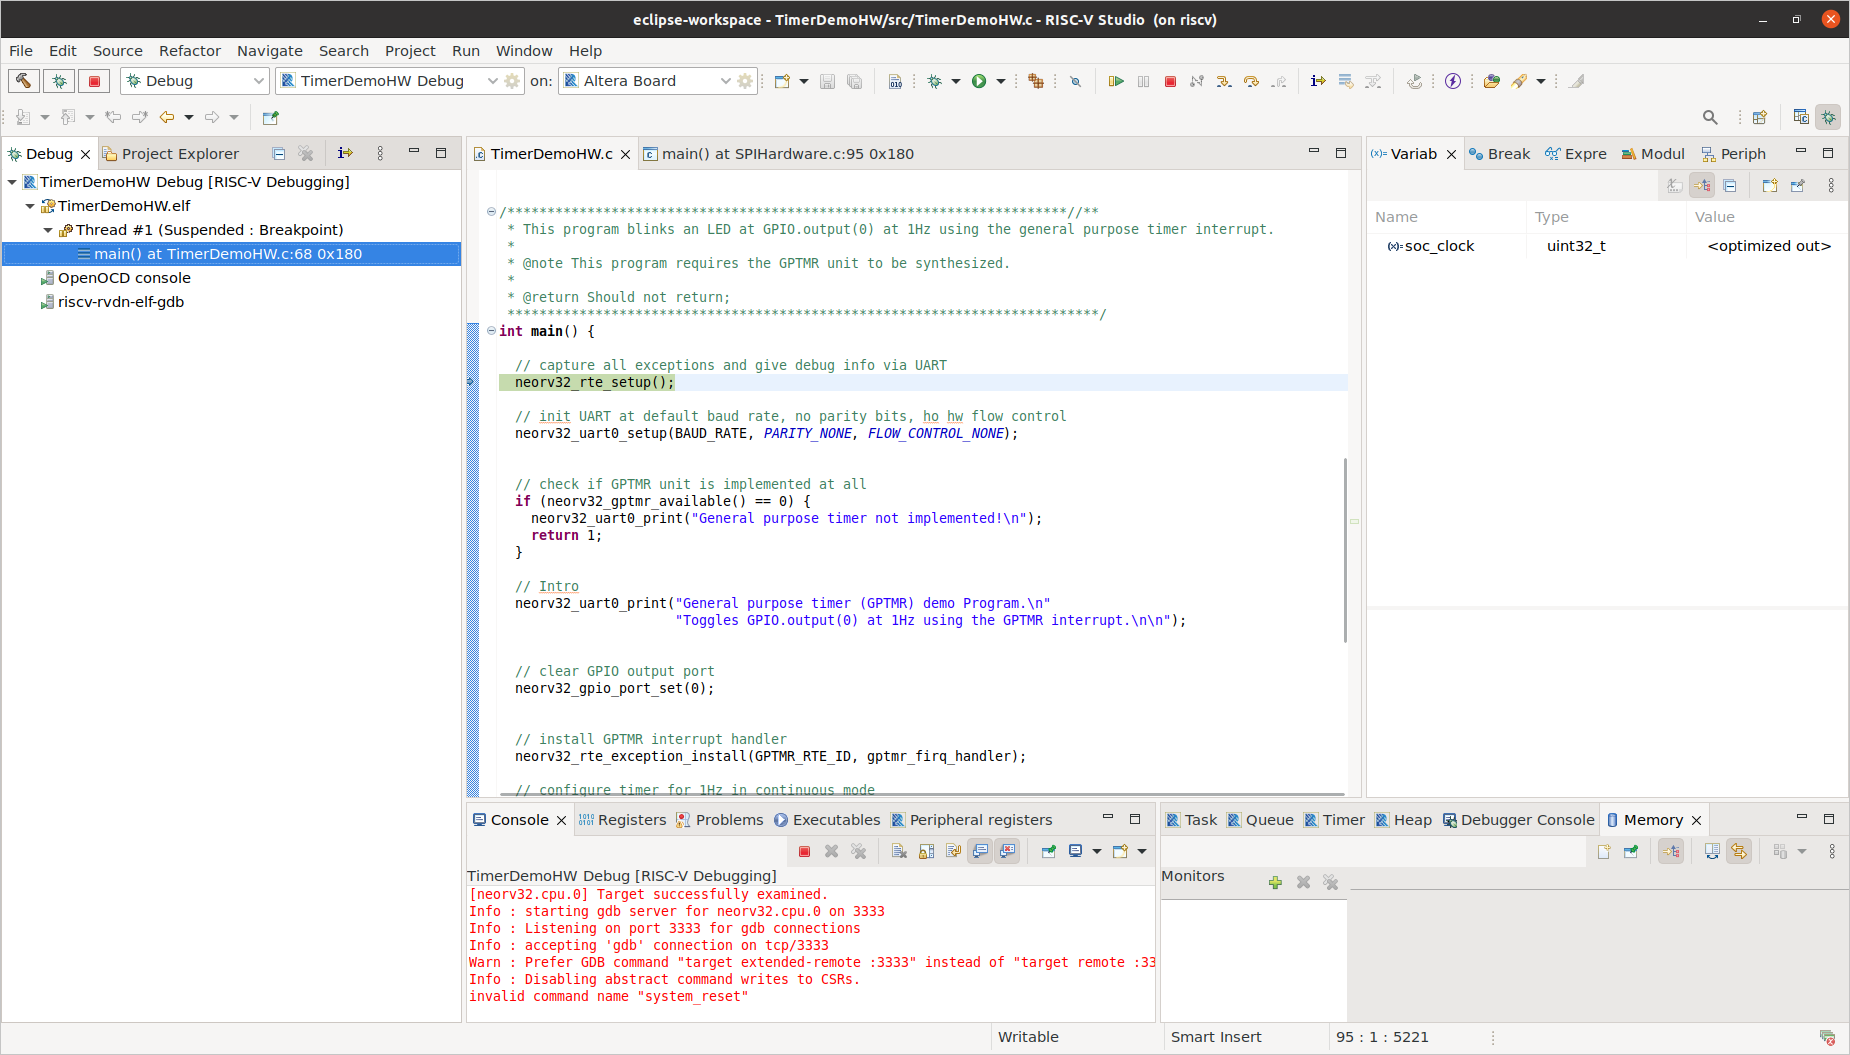 eclipse-workspace - TimerDemoHW/src/TimerDemoHW.c - RISC-V Studio (on riscv)
File Edit Source Refactor Navigate Search Project Run Window Help
Debug TimerDemoHW Debug on: Altera Board
Debug Project Explorer
TimerDemoHW Debug [RISC-V Debugging]
TimerDemoHW.elf
Thread #1 (Suspended : Breakpoint)
main() at TimerDemoHW.c:68 0x180
OpenOCD console
riscv-rvdn-elf-gdb
TimerDemoHW.c main() at SPIHardware.c:95 0x180
/**********************************************************************//**
* This program blinks an LED at GPIO.output(0) at 1Hz using the general purpose timer interrupt.
*
* @note This program requires the GPTMR unit to be synthesized.
*
* @return Should not return;
**************************************************************************/
int main() {
// capture all exceptions and give debug info via UART
neorv32_rte_setup();
// init UART at default baud rate, no parity bits, ho hw flow control
neorv32_uart0_setup(BAUD_RATE, PARITY_NONE, FLOW_CONTROL_NONE);
// check if GPTMR unit is implemented at all
if (neorv32_gptmr_available() == 0) {
neorv32_uart0_print("General purpose timer not implemented!\n");
return 1;
}
// Intro
neorv32_uart0_print("General purpose timer (GPTMR) demo Program.\n"
"Toggles GPIO.output(0) at 1Hz using the GPTMR interrupt.\n\n");
// clear GPIO output port
neorv32_gpio_port_set(0);
// install GPTMR interrupt handler
neorv32_rte_exception_install(GPTMR_RTE_ID, gptmr_firq_handler);
// configure timer for 1Hz in continuous mode
Variab Break Expre Modul Periph
Name Type Value
soc_clock uint32_t <optimized out>
Console Registers Problems Executables Peripheral registers
TimerDemoHW Debug [RISC-V Debugging]
[neorv32.cpu.0] Target successfully examined.
Info : starting gdb server for neorv32.cpu.0 on 3333
Info : Listening on port 3333 for gdb connections
Info : accepting 'gdb' connection on tcp/3333
Warn : Prefer GDB command "target extended-remote :3333" instead of "target remote :33
Info : Disabling abstract command writes to CSRs.
invalid command name "system_reset"
Task Queue Timer Heap Debugger Console Memory
Monitors
Writable Smart Insert 95 : 1 : 5221